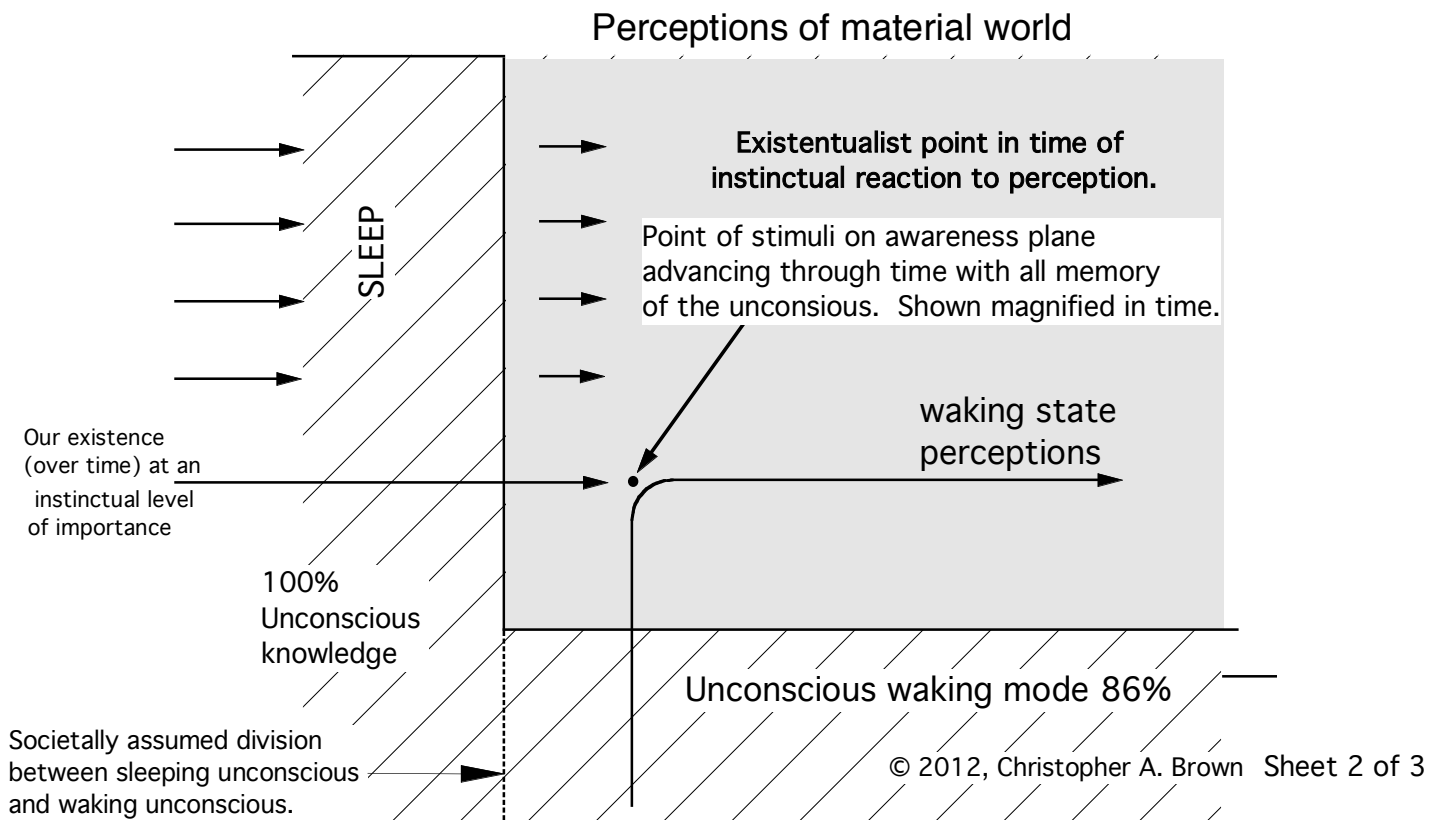 Perceptions of material world
Existentualist point in time of
instinctual reaction to perception.
SLEEP
Point of stimuli on awareness plane
advancing through time with all memory
of the unconsious.  Shown magnified in time.
waking state
perceptions
Our existence
(over time) at an
instinctual level
of importance
100%
Unconscious
knowledge
Unconscious waking mode 86%
Societally assumed division
between sleeping unconscious
and waking unconscious.
© 2012, Christopher A. Brown  Sheet 2 of 3